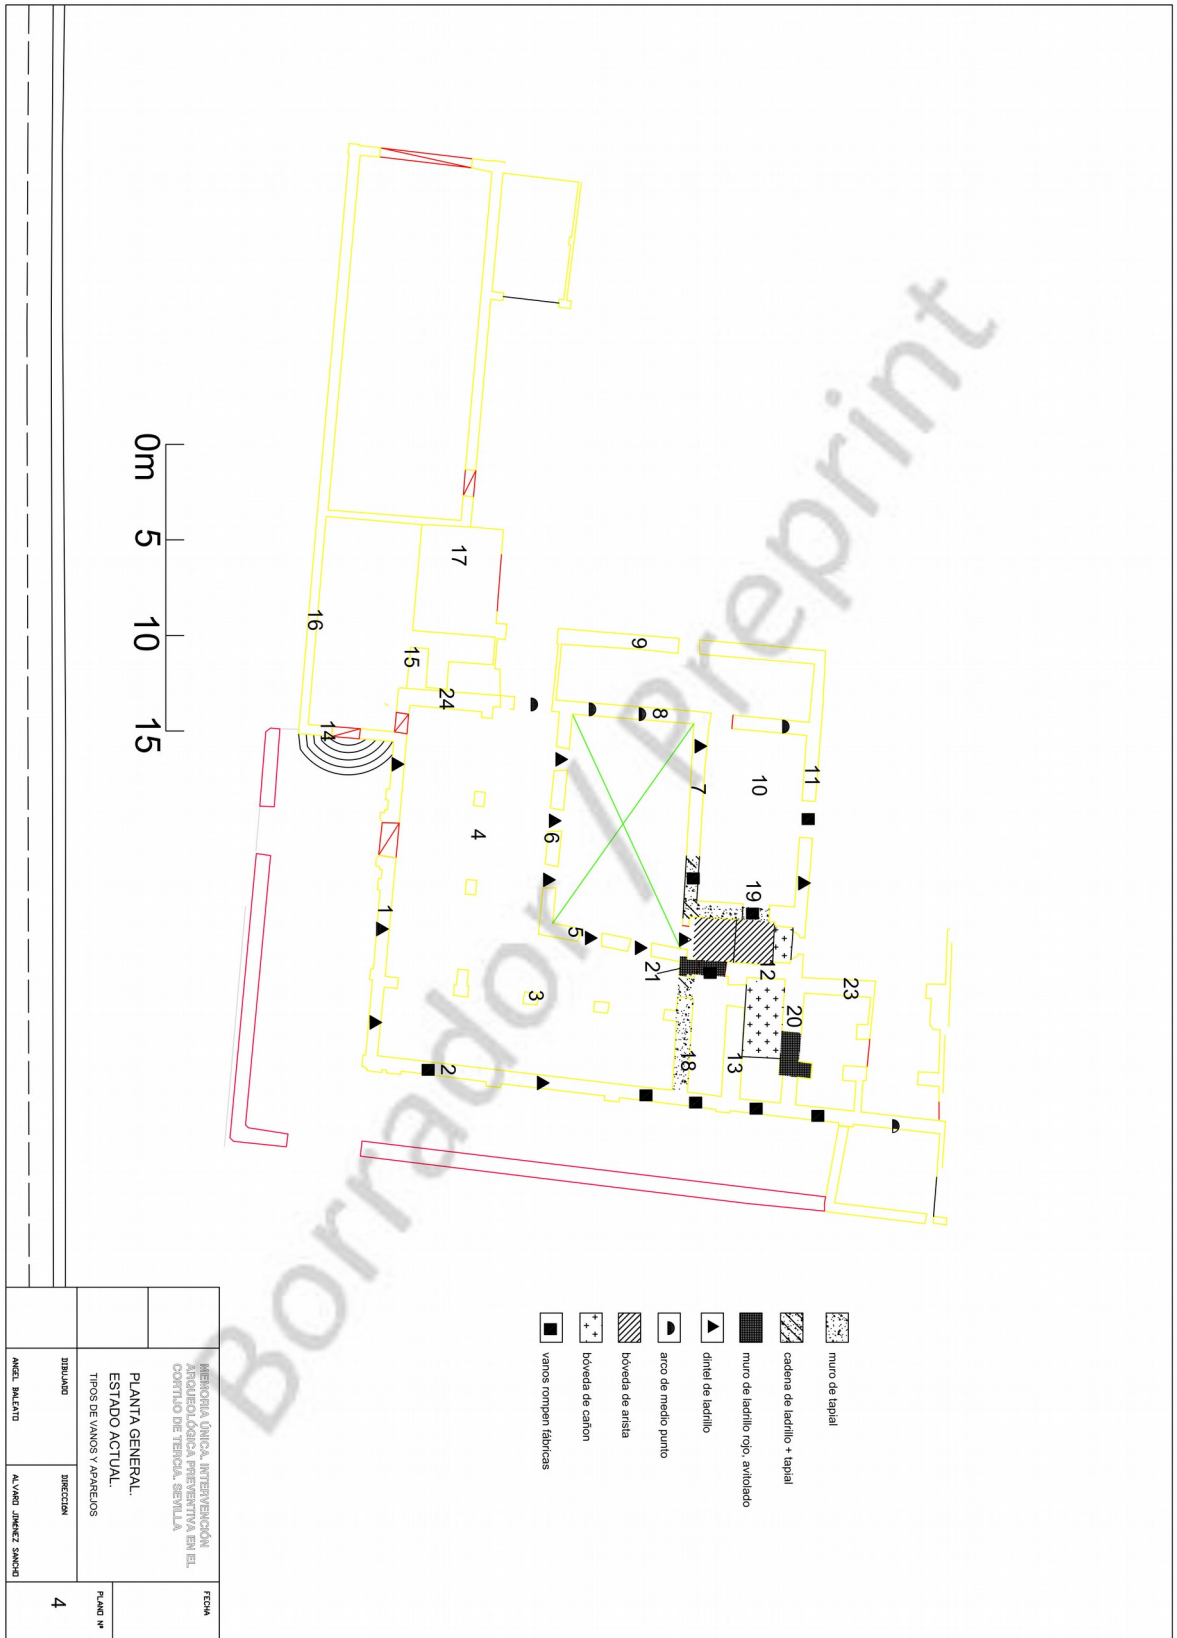 muro de tapial
cadena de ladrillo + tapial
muro de ladrillo rojo, avitolado
dintel de ladrillo
arco de medio punto
bóveda de arista
bóveda de cañon
vanos rompen fábricas
0m 5 10 15
1
2
3
4
5
6
7
8
9
10
11
12
13
14
15
16
17
18
19
20
21
23
24
MEMORIA ÚNICA. INTERVENCIÓN
ARQUEOLÓGICA PREVENTIVA EN EL
CORTIJO DE TERCIA. SEVILLA
FECHA
PLANTA GENERAL.
ESTADO ACTUAL.
TIPOS DE VANOS Y APAREJOS
PLANO Nº
4
DIBUJADO
ANGEL BALEATO
DIRECCIÓN
ALVARO JIMÉNEZ SANCHO
Borrador / Preprint